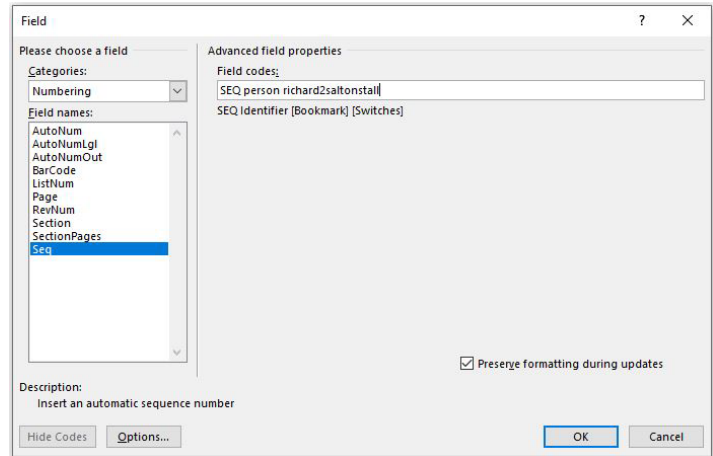 Field
? X
Please choose a field
Categories:
Numbering
Field names:
AutoNum
AutoNumLgl
AutoNumOut
BarCode
ListNum
Page
RevNum
Section
SectionPages
Seq
Advanced field properties
Field codes:
SEQ person richard2saltonstall
SEQ Identifier [Bookmark] [Switches]
Preserve formatting during updates
Description:
Insert an automatic sequence number
Hide Codes Options... OK Cancel